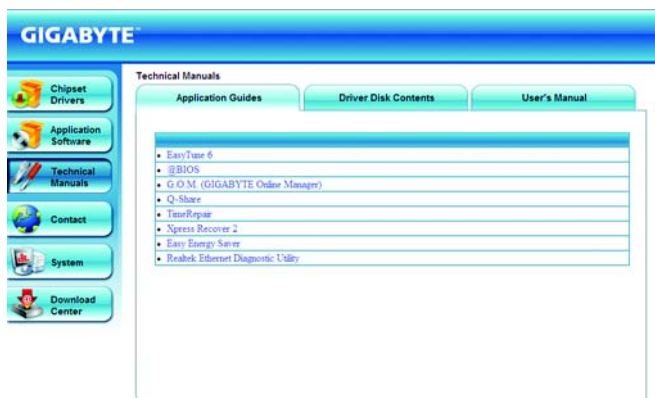 GIGABYTE™
Chipset
Drivers
Application
Software
Technical
Manuals
Contact
System
Download
Center
Technical Manuals
Application Guides
Driver Disk Contents
User's Manual
• EasyTune 6
• @BIOS
• G.O.M. (GIGABYTE Online Manager)
• Q-Share
• TimeRepair
• Xpress Recover 2
• Easy Energy Saver
• Realtek Ethernet Diagnostic Utility